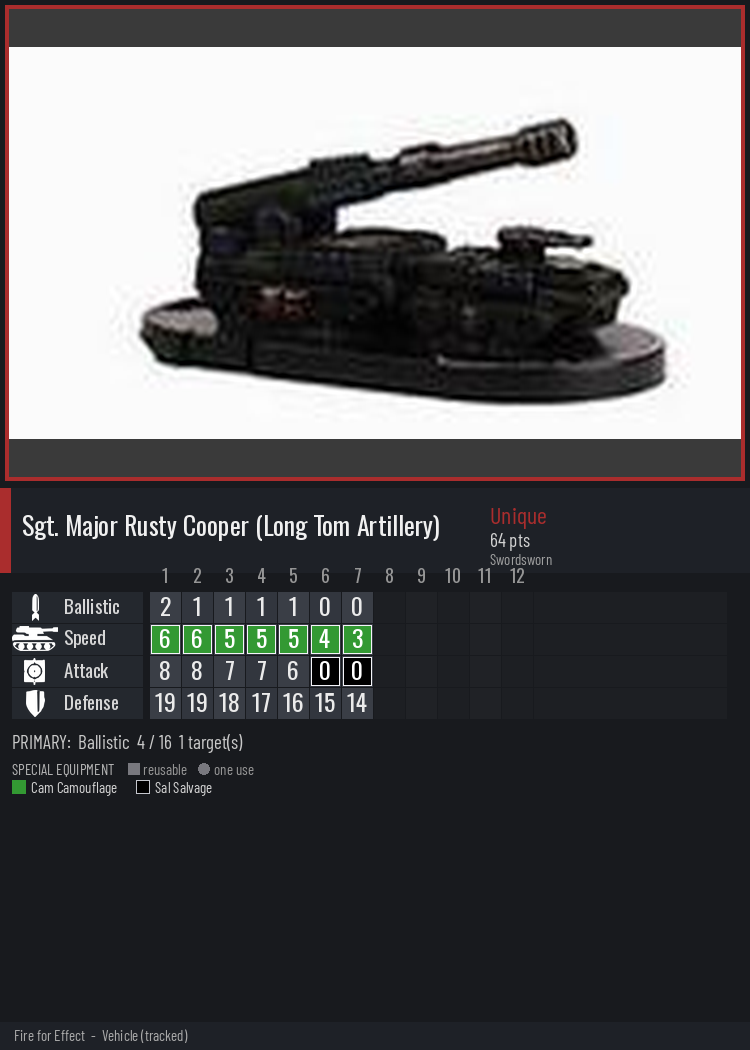 Sgt. Major Rusty Cooper (Long Tom Artillery)
Unique
64 pts
Swordsworn
1 2 3 4 5 6 7 8 9 10 11 12
Ballistic 2 1 1 1 1 0 0
Speed 6 6 5 5 5 4 3
Attack 8 8 7 7 6 0 0
Defense 19 19 18 17 16 15 14
PRIMARY: Ballistic 4 / 16 1 target(s)
SPECIAL EQUIPMENT reusable one use
Cam Camouflage Sal Salvage
Fire for Effect - Vehicle (tracked)